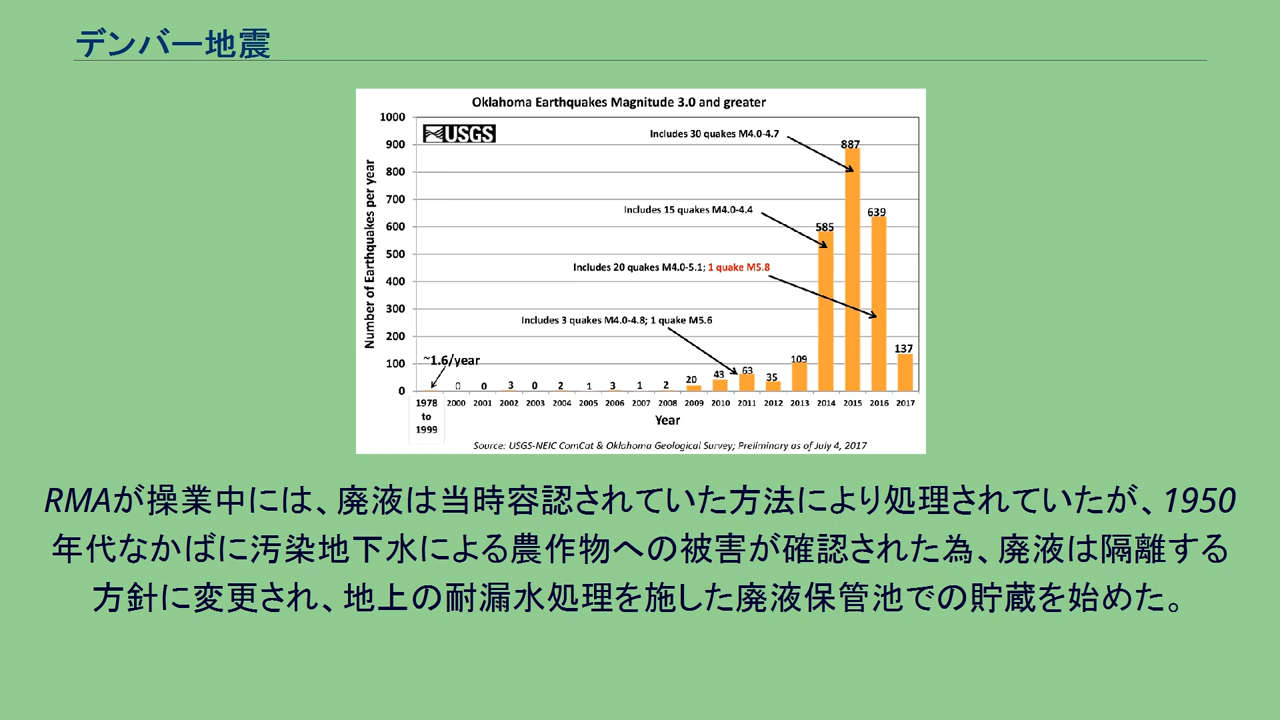 デンバー地震
Oklahoma Earthquakes Magnitude 3.0 and greater
USGS
Number of Earthquakes per year
1000
900
800
700
600
500
400
300
200
100
0
Includes 30 quakes M4.0-4.7
Includes 15 quakes M4.0-4.4
Includes 20 quakes M4.0-5.1; 1 quake M5.8
Includes 3 quakes M4.0-4.8; 1 quake M5.6
~1.6/year
0 0 3 0 2 1 3 1 2 20 43 63 35 109 585 887 639 137
1978 to 1999 2000 2001 2002 2003 2004 2005 2006 2007 2008 2009 2010 2011 2012 2013 2014 2015 2016 2017
Year
Source: USGS-NEIC ComCat & Oklahoma Geological Survey; Preliminary as of July 4, 2017
RMAが操業中には、廃液は当時容認されていた方法により処理されていたが、1950
年代なかばに汚染地下水による農作物への被害が確認された為、廃液は隔離する
方針に変更され、地上の耐漏水処理を施した廃液保管池での貯蔵を始めた。